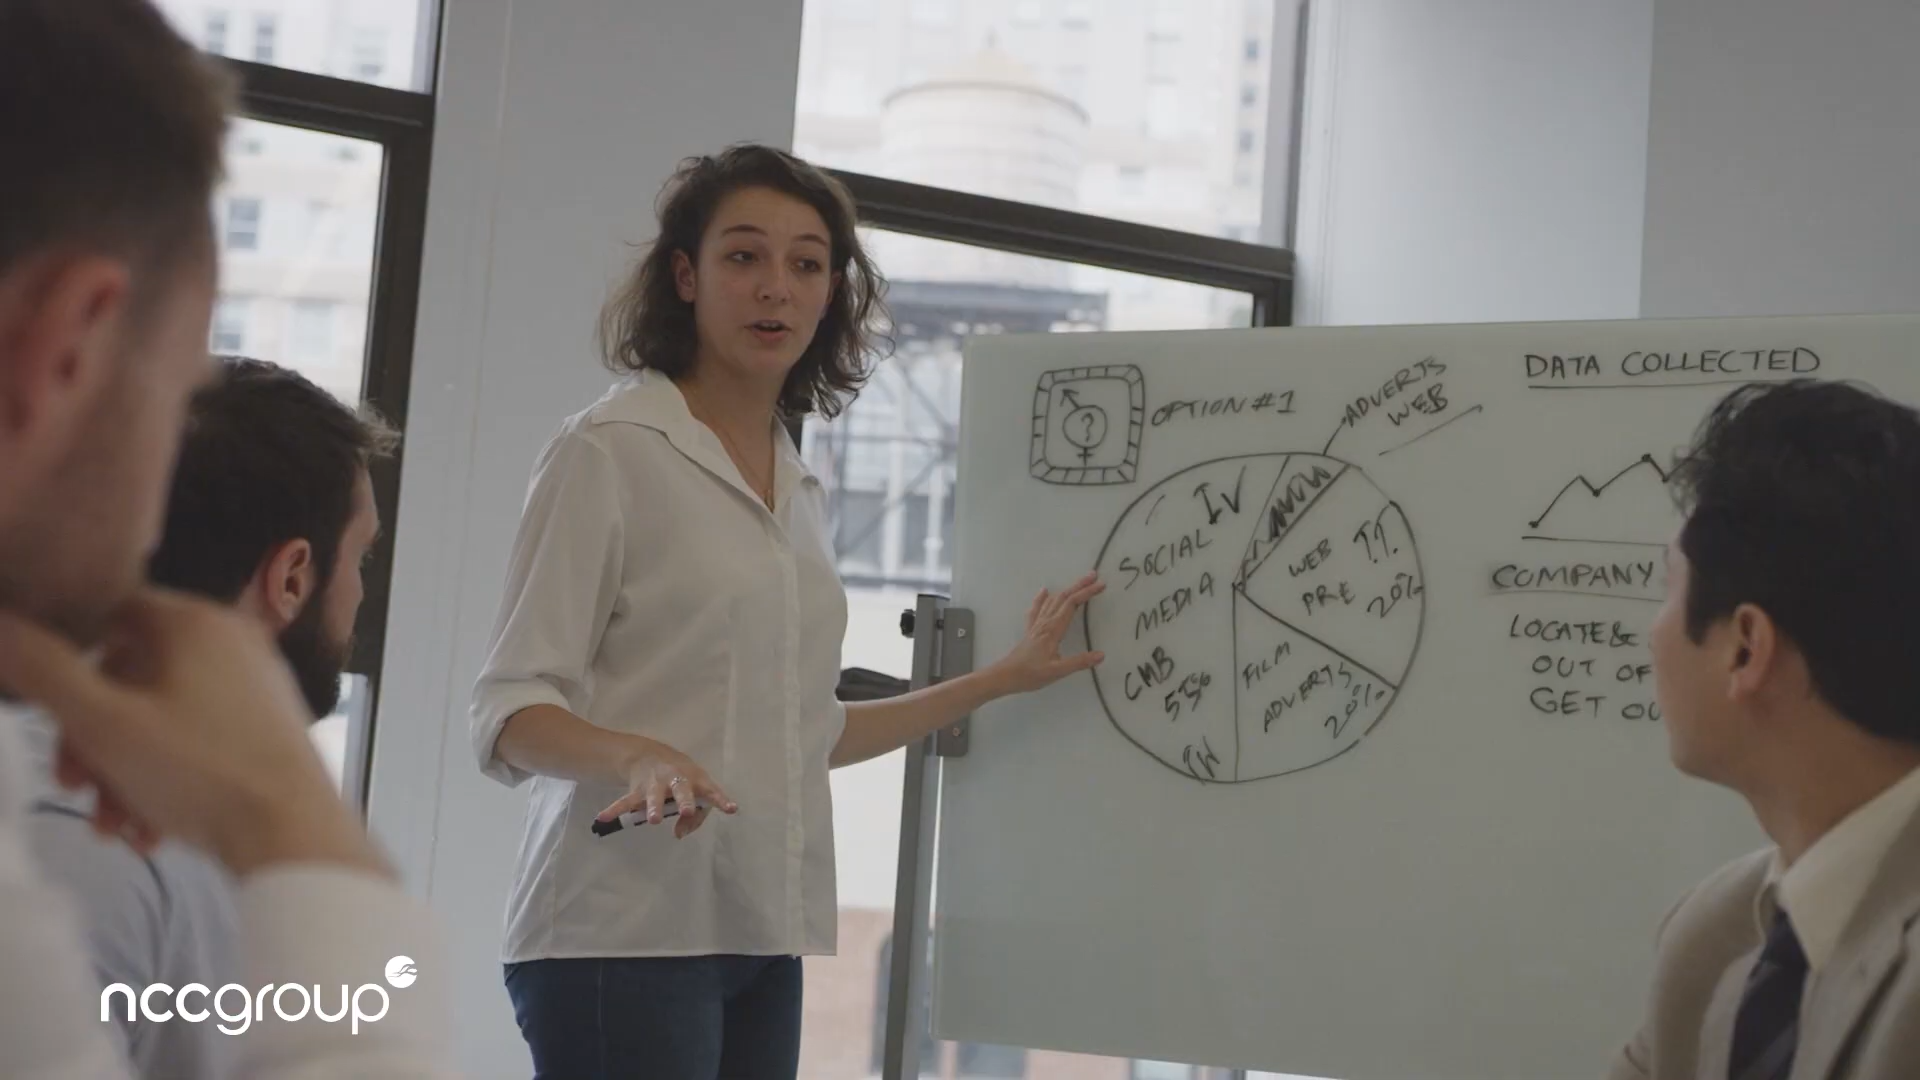 OPTION #1
ADVERTS
WEB
DATA COLLECTED
SOCIAL
MEDIA
CMB
55%
WEB
PRE
20%
FILM
ADVERTS
20%
COMPANY
LOCATE &
OUT OF
GET OU
nccgroup